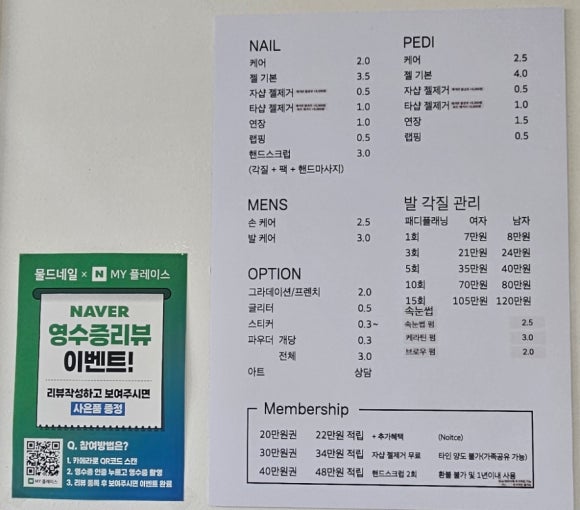 NAIL
케어 2.0
젤 기본 3.5
자샵 젤제거 0.5
타샵 젤제거 1.0
연장 1.0
랩핑 0.5
핸드스크럽 3.0
(각질 + 팩 + 핸드마사지)
PEDI
케어 2.5
젤 기본 4.0
자샵 젤제거 0.5
타샵 젤제거 1.0
연장 1.5
랩핑 0.5
MENS
손 케어 2.5
발 케어 3.0
OPTION
그라데이션/프렌치 2.0
글리터 0.5
스티커 0.3~
파우더 개당 0.3
전체 3.0
아트 상담
발 각질 관리
패디플래닝 여자 남자
1회 7만원 8만원
3회 21만원 24만원
5회 35만원 40만원
10회 70만원 80만원
15회 105만원 120만원
속눈썹
속눈썹 펌 2.5
케라틴 펌 3.0
브로우 펌 2.0
Membership
20만원권 22만원 적립 + 추가혜택 (Noitce)
30만원권 34만원 적립 자샵 젤제거 무료 타인 양도 불가(가족공유 가능)
40만원권 48만원 적립 핸드스크럽 2회 환불 불가 및 1년이내 사용
물드네일 × N MY 플레이스
NAVER
영수증리뷰
이벤트!
리뷰작성하고 보여주시면
사은품 증정
Q. 참여방법은?
1. 카메라로 QR코드 스캔
2. 영수증 인증 누르고 영수증 촬영
3. 리뷰 등록 후 보여주시면 이벤트 완료
N MY 플레이스